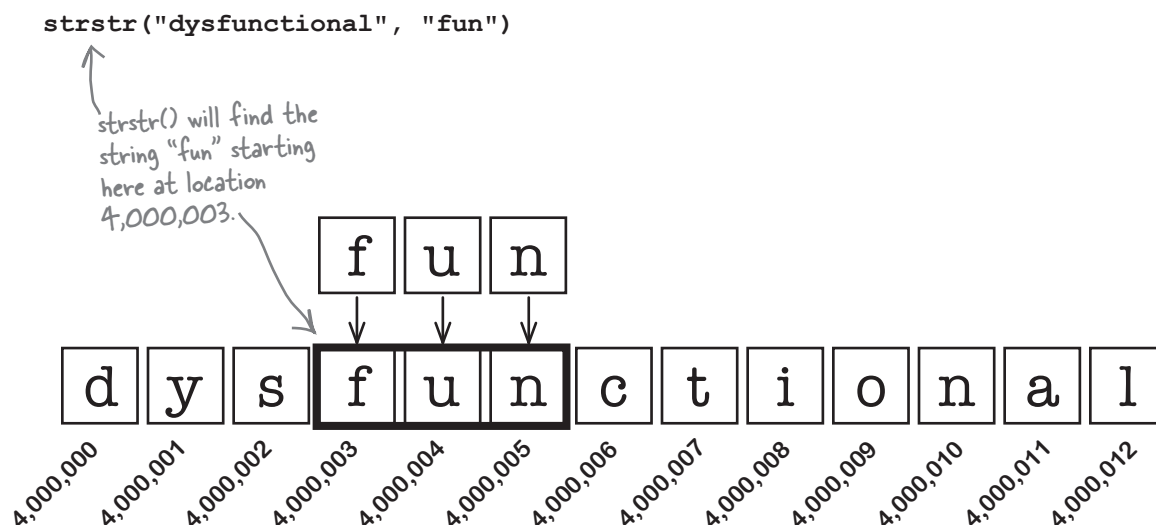 strstr("dysfunctional", "fun")
strstr() will find the
string “fun” starting
here at location
4,000,003.
f u n
d y s f u n c t i o n a l
4,000,000 4,000,001 4,000,002 4,000,003 4,000,004 4,000,005 4,000,006 4,000,007 4,000,008 4,000,009 4,000,010 4,000,011 4,000,012